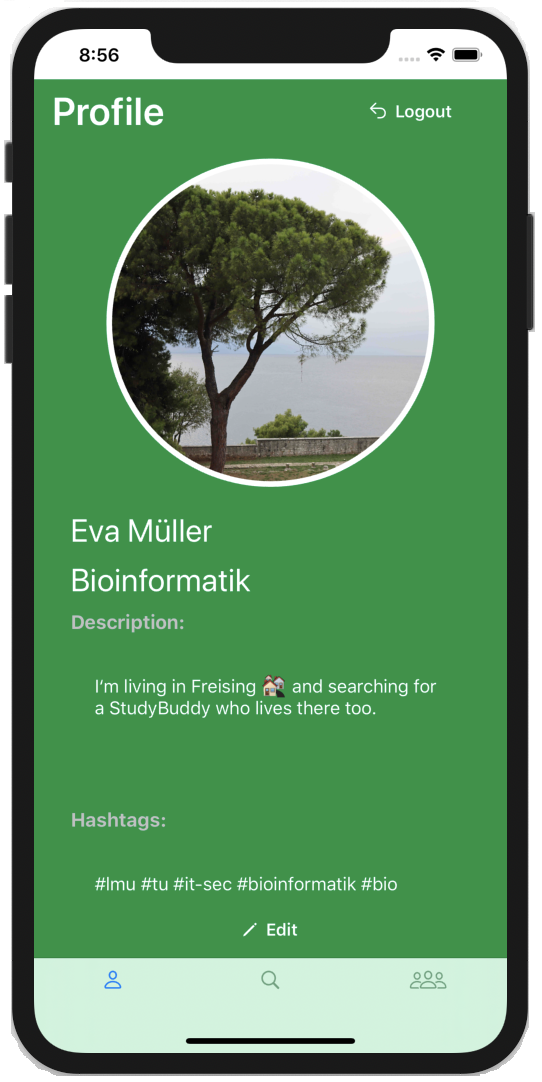 8:56
Profile
Logout
Eva Müller
Bioinformatik
Description:
I'm living in Freising 🏘️ and searching for
a StudyBuddy who lives there too.
Hashtags:
#lmu #tu #it-sec #bioinformatik #bio
Edit